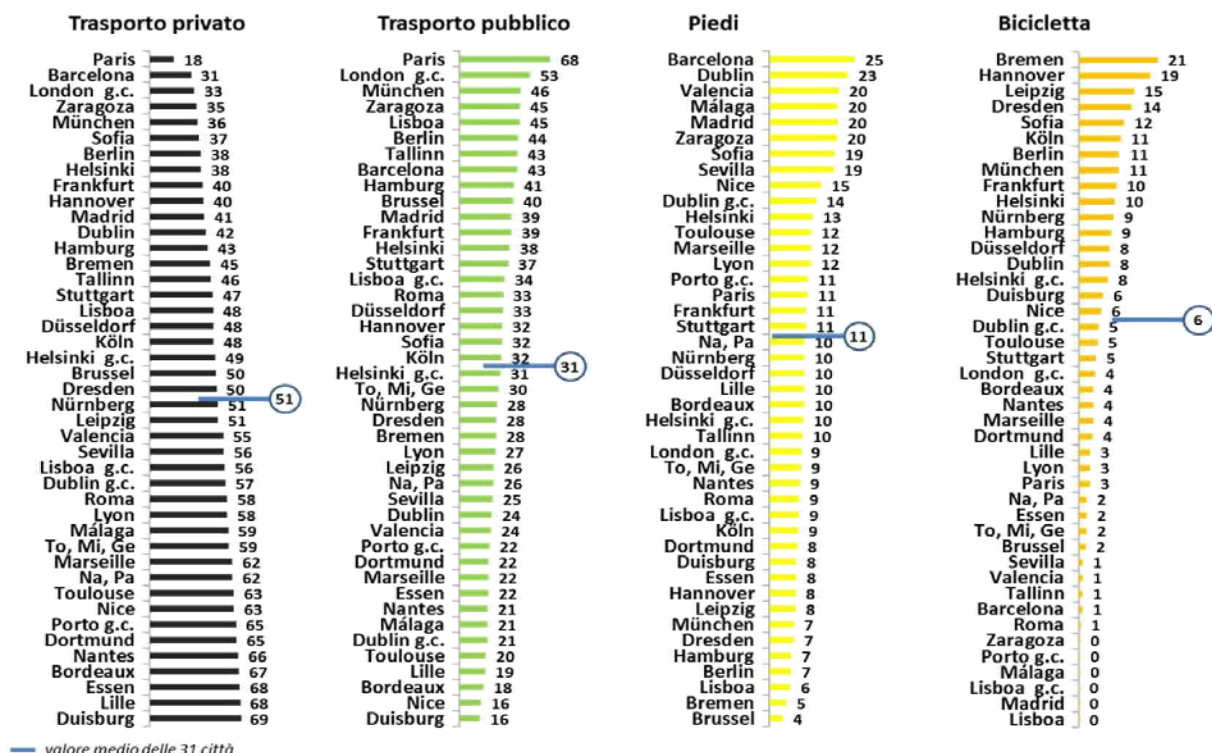 Trasporto privato
Paris 18
Barcelona 31
London g.c. 33
Zaragoza 35
München 36
Sofia 37
Berlin 38
Helsinki 38
Frankfurt 40
Hannover 40
Madrid 41
Dublin 42
Hamburg 43
Bremen 45
Tallinn 46
Stuttgart 47
Lisboa 48
Düsseldorf 48
Köln 48
Helsinki g.c. 49
Brussel 50
Dresden 50
51
Nürnberg 51
Leipzig 51
Valencia 55
Sevilla 56
Lisboa g.c. 56
Dublin g.c. 57
Roma 58
Lyon 58
Málaga 59
To, Mi, Ge 59
Marseille 62
Na, Pa 62
Toulouse 63
Nice 63
Porto g.c. 65
Dortmund 65
Nantes 66
Bordeaux 67
Essen 68
Lille 68
Duisburg 69
Trasporto pubblico
Paris 68
London g.c. 53
München 46
Zaragoza 45
Lisboa 45
Berlin 44
Tallinn 43
Barcelona 43
Hamburg 41
Brussel 40
Madrid 39
Frankfurt 39
Helsinki 38
Stuttgart 37
Lisboa g.c. 34
Roma 33
Düsseldorf 33
Hannover 32
Sofia 32
Köln 32
31
Helsinki g.c. 31
To, Mi, Ge 30
Nürnberg 28
Dresden 28
Bremen 28
Lyon 27
Leipzig 26
Na, Pa 26
Sevilla 25
Dublin 24
Valencia 24
Porto g.c. 22
Dortmund 22
Marseille 22
Essen 22
Nantes 21
Málaga 21
Dublin g.c. 21
Toulouse 20
Lille 19
Bordeaux 18
Nice 16
Duisburg 16
Piedi
Barcelona 25
Dublin 23
Valencia 20
Málaga 20
Madrid 20
Zaragoza 20
Sofia 19
Sevilla 19
Nice 15
Dublin g.c. 14
Helsinki 13
Toulouse 12
Marseille 12
Lyon 12
Porto g.c. 11
Paris 11
Frankfurt 11
Stuttgart 11
11
Na, Pa 10
Nürnberg 10
Düsseldorf 10
Lille 10
Bordeaux 10
Helsinki g.c. 10
Tallinn 10
London g.c. 9
To, Mi, Ge 9
Nantes 9
Roma 9
Lisboa g.c. 9
Köln 9
Dortmund 8
Duisburg 8
Essen 8
Hannover 8
Leipzig 8
München 7
Dresden 7
Hamburg 7
Berlin 7
Lisboa 6
Bremen 5
Brussel 4
Bicicletta
Bremen 21
Hannover 19
Leipzig 15
Dresden 14
Sofia 12
Köln 11
Berlin 11
München 11
Frankfurt 10
Helsinki 10
Nürnberg 9
Hamburg 9
Düsseldorf 8
Dublin 8
Helsinki g.c. 8
Duisburg 6
Nice 6
6
Dublin g.c. 5
Toulouse 5
Stuttgart 5
London g.c. 4
Bordeaux 4
Nantes 4
Marseille 4
Dortmund 4
Lille 3
Lyon 3
Paris 3
Na, Pa 2
Essen 2
To, Mi, Ge 2
Brussel 2
Sevilla 1
Valencia 1
Tallinn 1
Barcelona 1
Roma 1
Zaragoza 0
Porto g.c. 0
Málaga 0
Lisboa g.c. 0
Madrid 0
Lisboa 0
valore medio delle 31 città